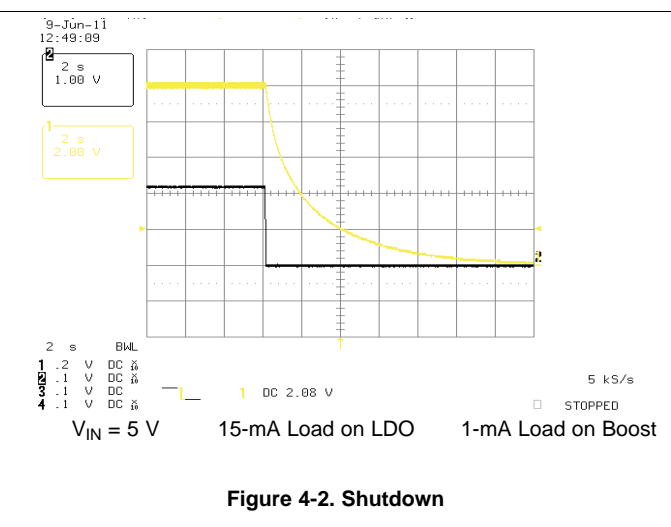 9-Jun-11
12:49:09
2
2 s
1.00 V
1
2 s
2.00 V
2
2 s BWL
1 .2 V DC
2 .1 V DC
3 .1 V DC
4 .1 V DC
1 DC 2.08 V
5 kS/s
STOPPED
VIN = 5 V 15-mA Load on LDO 1-mA Load on Boost
Figure 4-2. Shutdown